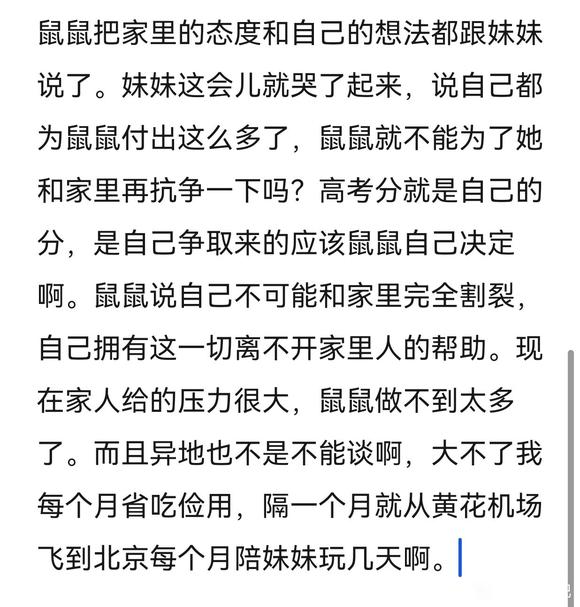 鼠鼠把家里的态度和自己的想法都跟妹妹
说了。妹妹这会儿就哭了起来，说自己都
为鼠鼠付出这么多了，鼠鼠就不能为了她
和家里再抗争一下吗？高考分就是自己的
分，是自己争取来的应该鼠鼠自己决定
啊。鼠鼠说自己不可能和家里完全割裂，
自己拥有这一切离不开家里人的帮助。现
在家人给的压力很大，鼠鼠做不到太多
了。而且异地也不是不能谈啊，大不了我
每个月省吃俭用，隔一个月就从黄花机场
飞到北京每个月陪妹妹玩几天啊。